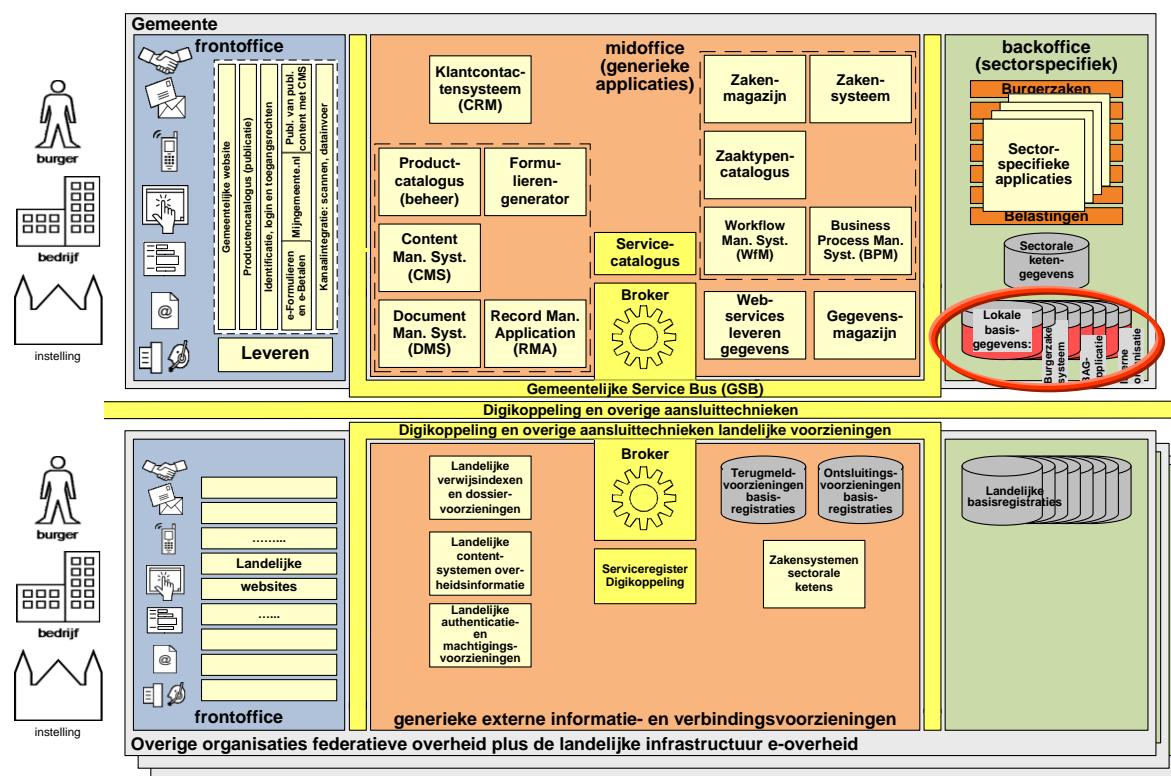 Gemeente
frontoffice
burger
bedrijf
instelling
Gemeentelijke website
Productencatalogus (publicatie)
Identificatie, login en toegangsrechten
e-Formulieren
en e-Betalen
Mijngemeente.nl
Publ. van publ.
content met CMS
Kanaalintegratie: scannen, datainvoer
Leveren
midoffice
(generieke
applicaties)
Klantcontac-
tensysteem
(CRM)
Product-
catalogus
(beheer)
Formu-
lieren-
generator
Content
Man. Syst.
(CMS)
Document
Man. Syst.
(DMS)
Record Man.
Application
(RMA)
Service-
catalogus
Broker
Zaken-
magazijn
Zaken-
systeem
Zaaktypen-
catalogus
Workflow
Man. Syst.
(WfM)
Business
Process Man.
Syst. (BPM)
Web-
services
leveren
gegevens
Gegevens-
magazijn
backoffice
(sectorspecifiek)
Burgerzaken
Sector-
specifieke
applicaties
Belastingen
Sectorale
keten-
gegevens
Lokale
basis-
gegevens:
Burgerzake
systeem
BAG-
applicatie
erne
organisatie
Gemeentelijke Service Bus (GSB)
Digikoppeling en overige aansluittechnieken
Digikoppeling en overige aansluittechnieken landelijke voorzieningen
burger
bedrijf
instelling
……...
Landelijke
websites
…...
frontoffice
Landelijke
verwijsindexen
en dossier-
voorzieningen
Landelijke
content-
systemen over-
heidsinformatie
Landelijke
authenticatie-
en
machtigings-
voorzieningen
Broker
Serviceregister
Digikoppeling
Terugmeld-
voorzieningen
basis-
registraties
Ontsluitings-
voorzieningen
basis-
registraties
Zakensystemen
sectorale
ketens
Landelijke
basisregistraties
generieke externe informatie- en verbindingsvoorzieningen
Overige organisaties federatieve overheid plus de landelijke infrastructuur e-overheid